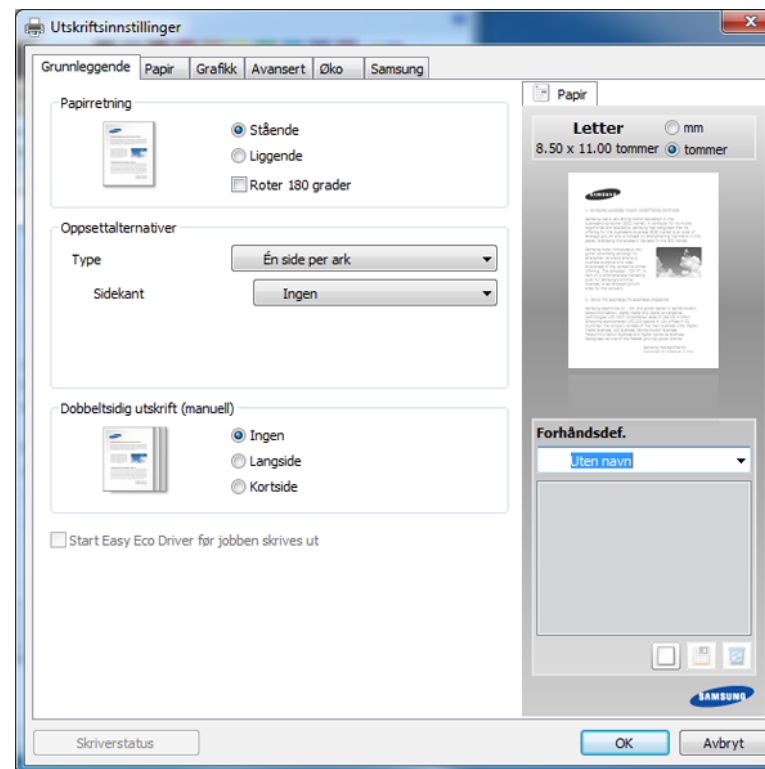 Utskriftsinnstillinger
Grunnleggende Papir Grafikk Avansert Øko Samsung
Papirretning
Stående
Liggende
Roter 180 grader
Oppsettalternativer
Type Én side per ark
Sidekant Ingen
Dobbeltsidig utskrift (manuell)
Ingen
Langside
Kortside
Start Easy Eco Driver før jobben skrives ut
Papir
Letter mm
8.50 x 11.00 tommer tommer
SAMSUNG
Forhåndsdef.
Uten navn
SAMSUNG
Skriverstatus OK Avbryt